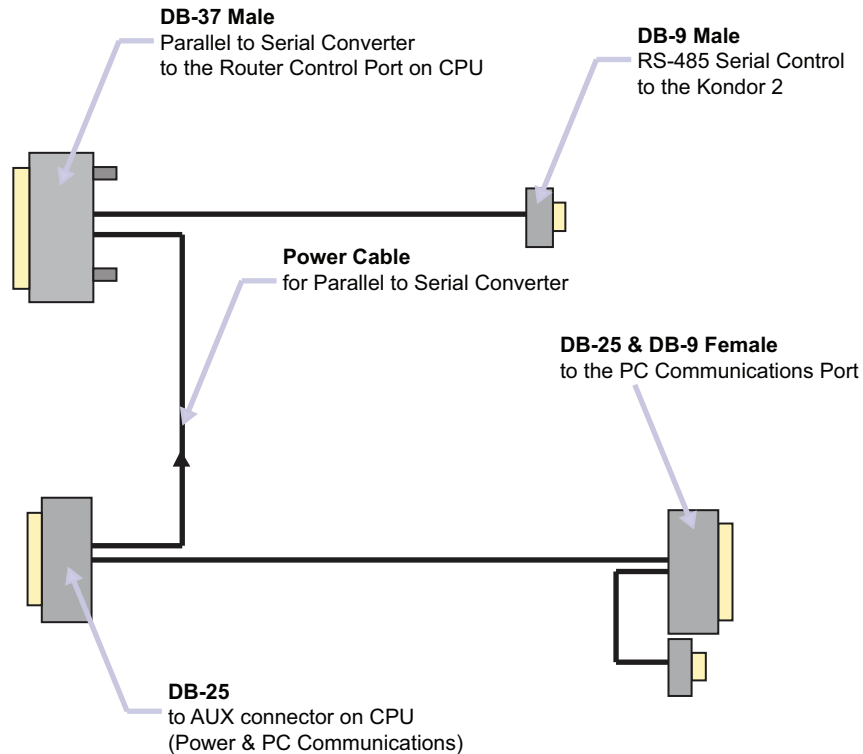 DB-37 Male
Parallel to Serial Converter
to the Router Control Port on CPU
DB-9 Male
RS-485 Serial Control
to the Kondor 2
Power Cable
for Parallel to Serial Converter
DB-25 & DB-9 Female
to the PC Communications Port
DB-25
to AUX connector on CPU
(Power & PC Communications)